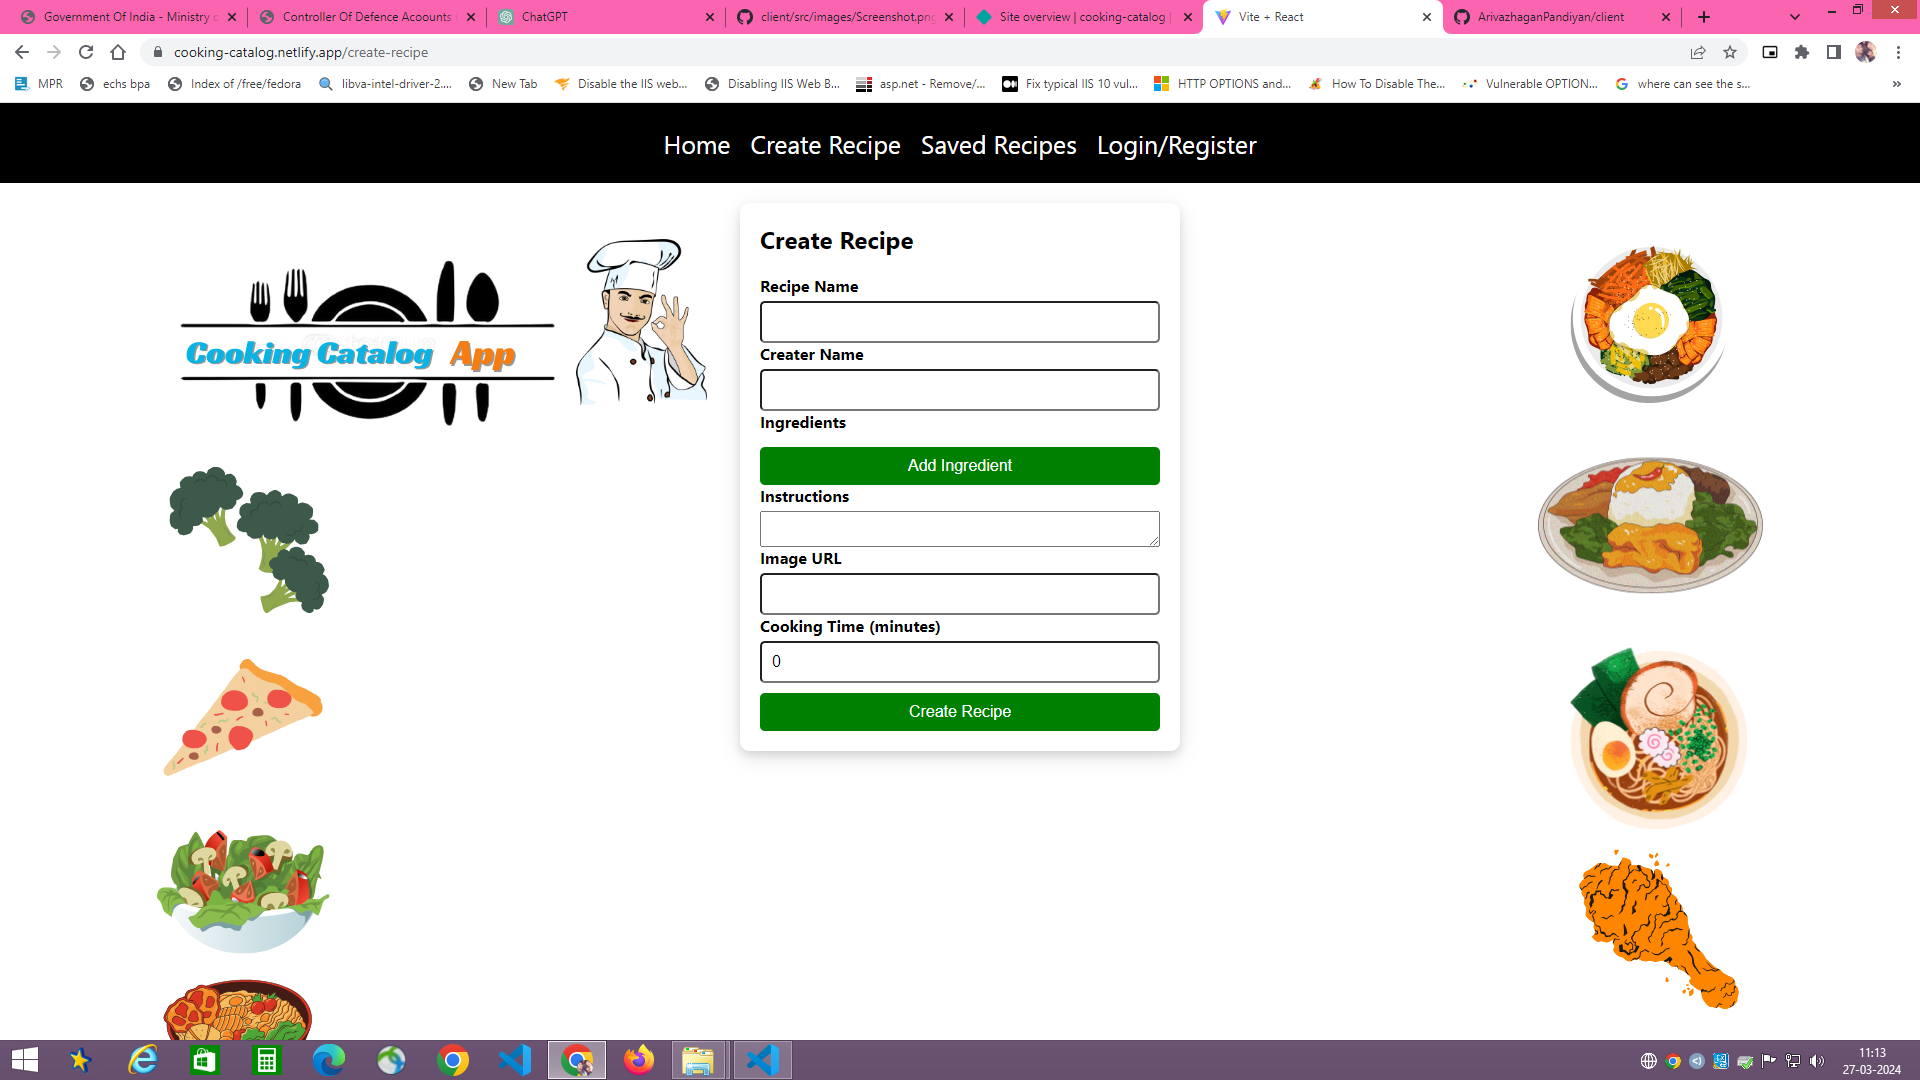 Government Of India - Ministry o
Controller Of Defence Acoounts
ChatGPT
client/src/images/Screenshot.png
Site overview | cooking-catalog |
Vite + React
ArivazhaganPandiyan/client
cooking-catalog.netlify.app/create-recipe
MPR
echs bpa
Index of /free/fedora
libva-intel-driver-2....
New Tab
Disable the IIS web...
Disabling IIS Web B...
asp.net - Remove/...
Fix typical IIS 10 vul...
HTTP OPTIONS and...
How To Disable The...
Vulnerable OPTION...
where can see the s...
»
Home Create Recipe Saved Recipes Login/Register
Cooking Catalog App
Create Recipe
Recipe Name
Creater Name
Ingredients
Add Ingredient
Instructions
Image URL
Cooking Time (minutes)
0
Create Recipe
11:13
27-03-2024